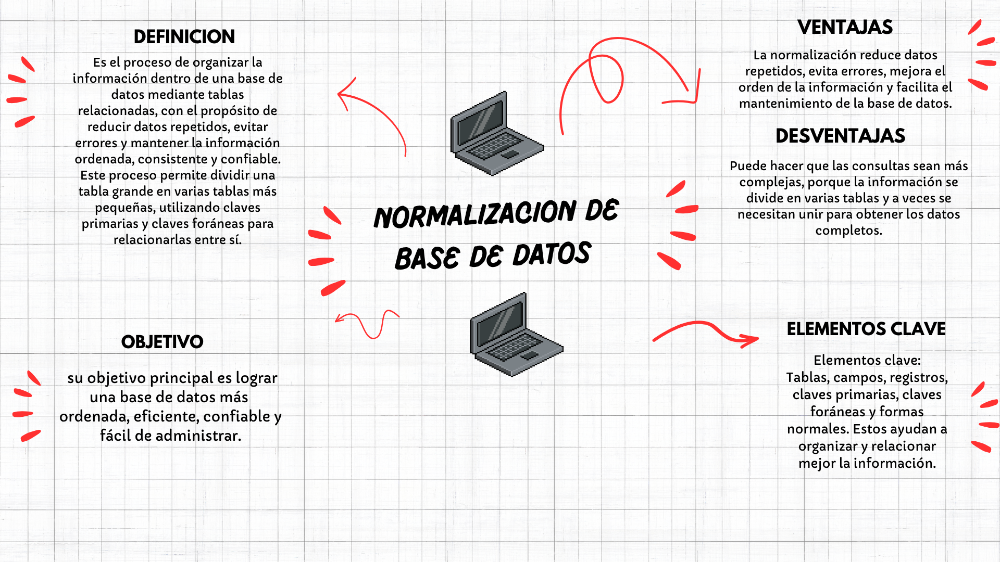 DEFINICION
Es el proceso de organizar la
información dentro de una base de
datos mediante tablas
relacionadas, con el propósito de
reducir datos repetidos, evitar
errores y mantener la información
ordenada, consistente y confiable.
Este proceso permite dividir una
tabla grande en varias tablas más
pequeñas, utilizando claves
primarias y claves foráneas para
relacionarlas entre sí.
OBJETIVO
su objetivo principal es lograr
una base de datos más
ordenada, eficiente, confiable y
fácil de administrar.
NORMALIZACION DE
BASE DE DATOS
VENTAJAS
La normalización reduce datos
repetidos, evita errores, mejora el
orden de la información y facilita el
mantenimiento de la base de datos.
DESVENTAJAS
Puede hacer que las consultas sean más
complejas, porque la información se
divide en varias tablas y a veces se
necesitan unir para obtener los datos
completos.
ELEMENTOS CLAVE
Elementos clave:
Tablas, campos, registros,
claves primarias, claves
foráneas y formas
normales. Estos ayudan a
organizar y relacionar
mejor la información.